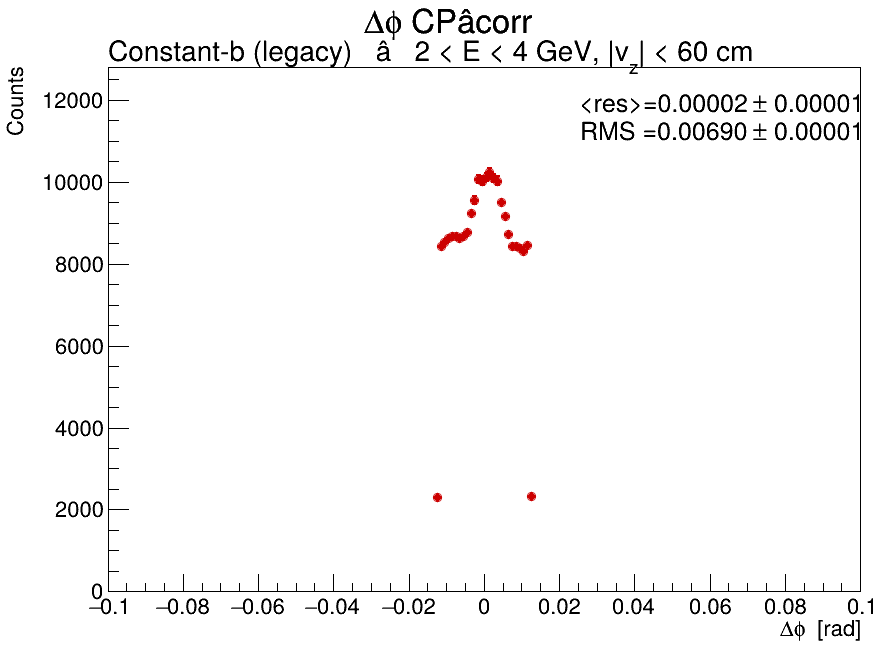 Δϕ CPâcorr
Constant-b (legacy) â 2 < E < 4 GeV, |v_z| < 60 cm
Counts
<res>=0.00002 ± 0.00001
RMS =0.00690 ± 0.00001
12000
10000
8000
6000
4000
2000
0
−0.1 −0.08 −0.06 −0.04 −0.02 0 0.02 0.04 0.06 0.08 0.1
Δϕ [rad]